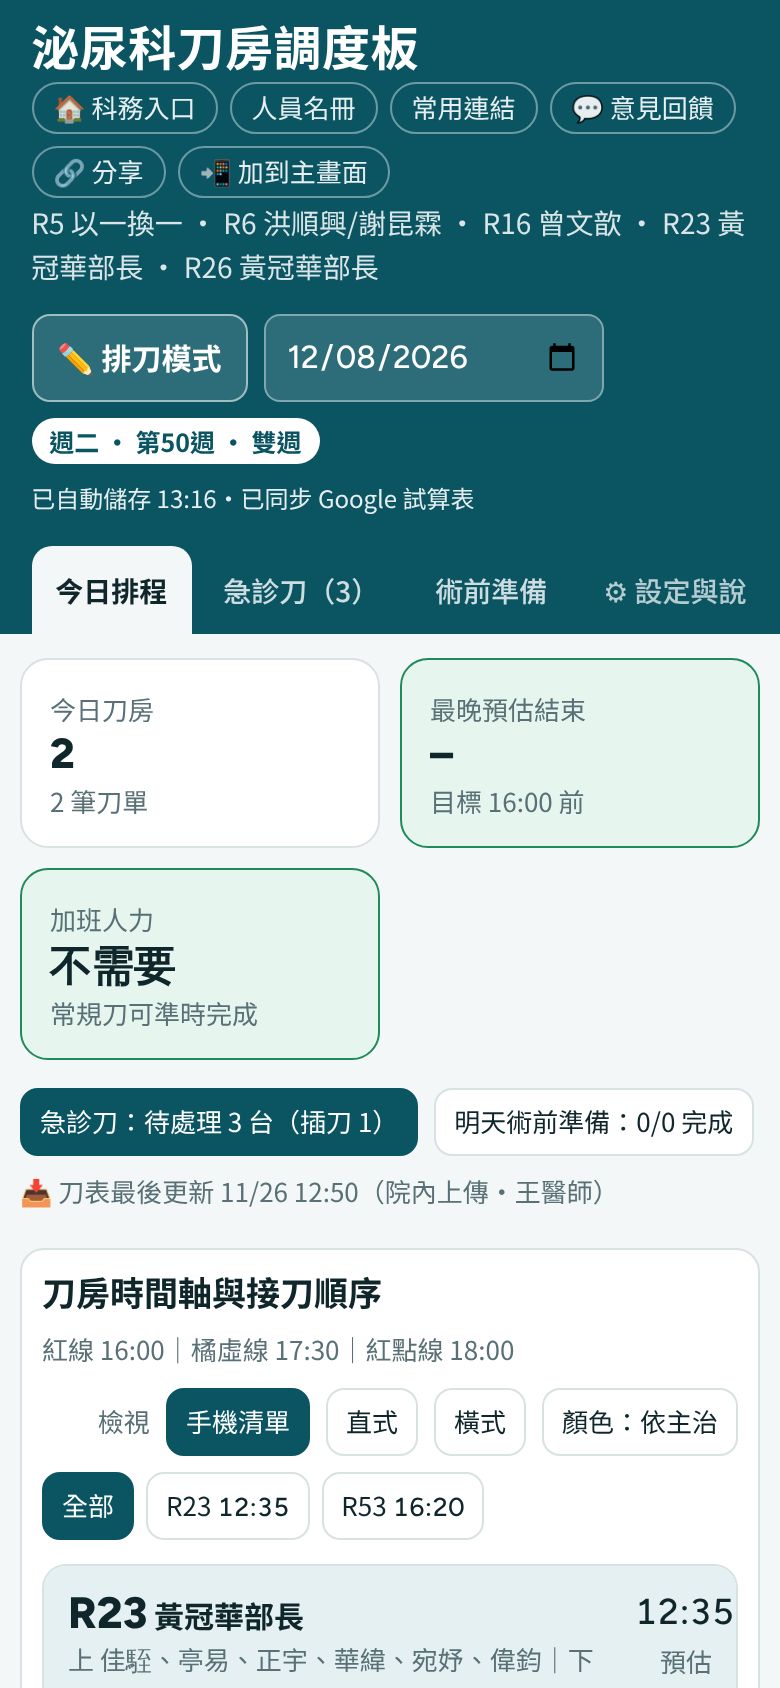 泌尿科刀房調度板
🏠 科務入口 人員名冊 常用連結 💬 意見回饋
🔗 分享 📲 加到主畫面
R5 以一換一 · R6 洪順興/謝昆霖 · R16 曾文歆 · R23 黃
冠華部長 · R26 黃冠華部長
✏️ 排刀模式 12/08/2026
週二 · 第50週 · 雙週
已自動儲存 13:16·已同步 Google 試算表
今日排程 急診刀（3） 術前準備 ⚙ 設定與說
今日刀房 最晚預估結束
2 –
2 筆刀單 目標 16:00 前
加班人力
不需要
常規刀可準時完成
急診刀：待處理 3 台（插刀 1） 明天術前準備：0/0 完成
📥 刀表最後更新 11/26 12:50（院內上傳·王醫師）
刀房時間軸與接刀順序
紅線 16:00｜橘虛線 17:30｜紅點線 18:00
檢視 手機清單 直式 橫式 顏色：依主治
全部 R23 12:35 R53 16:20
R23 黃冠華部長 12:35
上 佳駩、亭易、正宇、華緯、宛妤、偉鈞｜下 預估